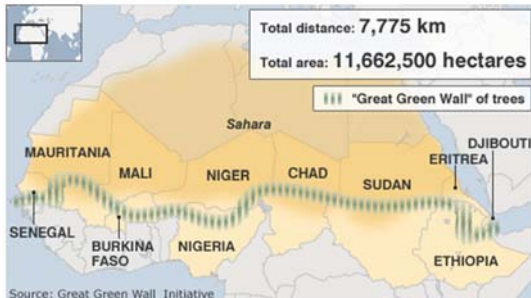 Total distance: 7,775 km
Total area: 11,662,500 hectares
"Great Green Wall" of trees
Sahara
DJIBOUTI
ERITREA
MAURITANIA
MALI
NIGER
CHAD
SUDAN
SENEGAL
BURKINA
FASO
NIGERIA
ETHIOPIA
Source: Great Green Wall Initiative